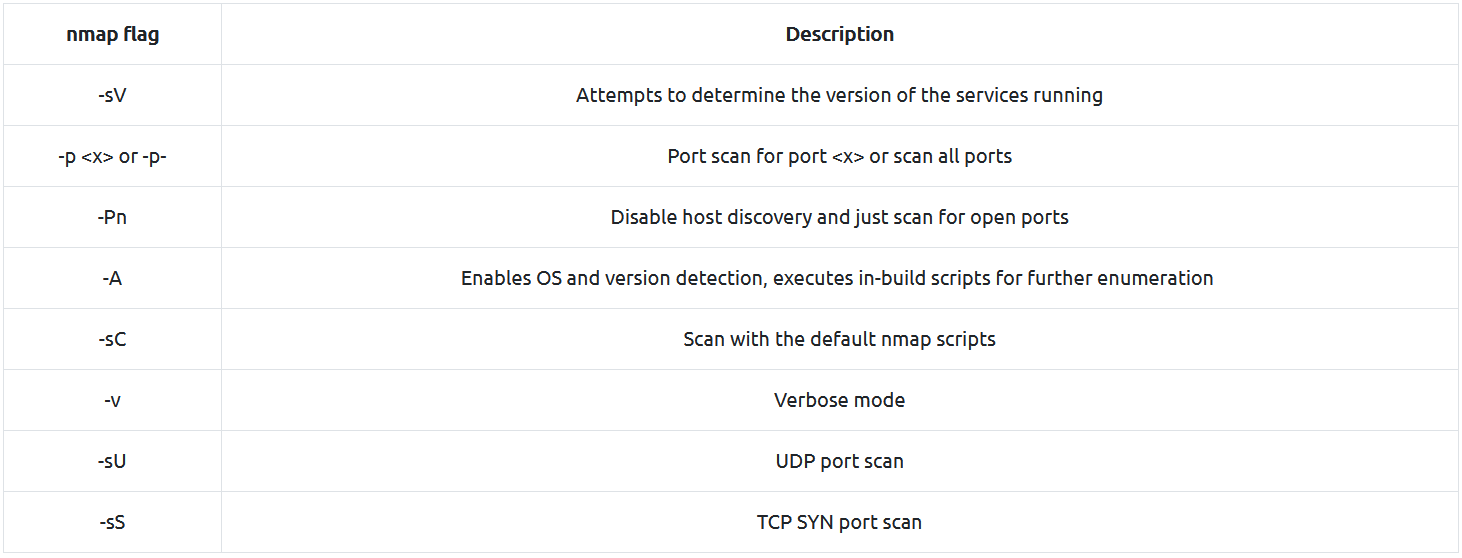 nmap flag Description
-sV Attempts to determine the version of the services running
-p <x> or -p- Port scan for port <x> or scan all ports
-Pn Disable host discovery and just scan for open ports
-A Enables OS and version detection, executes in-build scripts for further enumeration
-sC Scan with the default nmap scripts
-v Verbose mode
-sU UDP port scan
-sS TCP SYN port scan